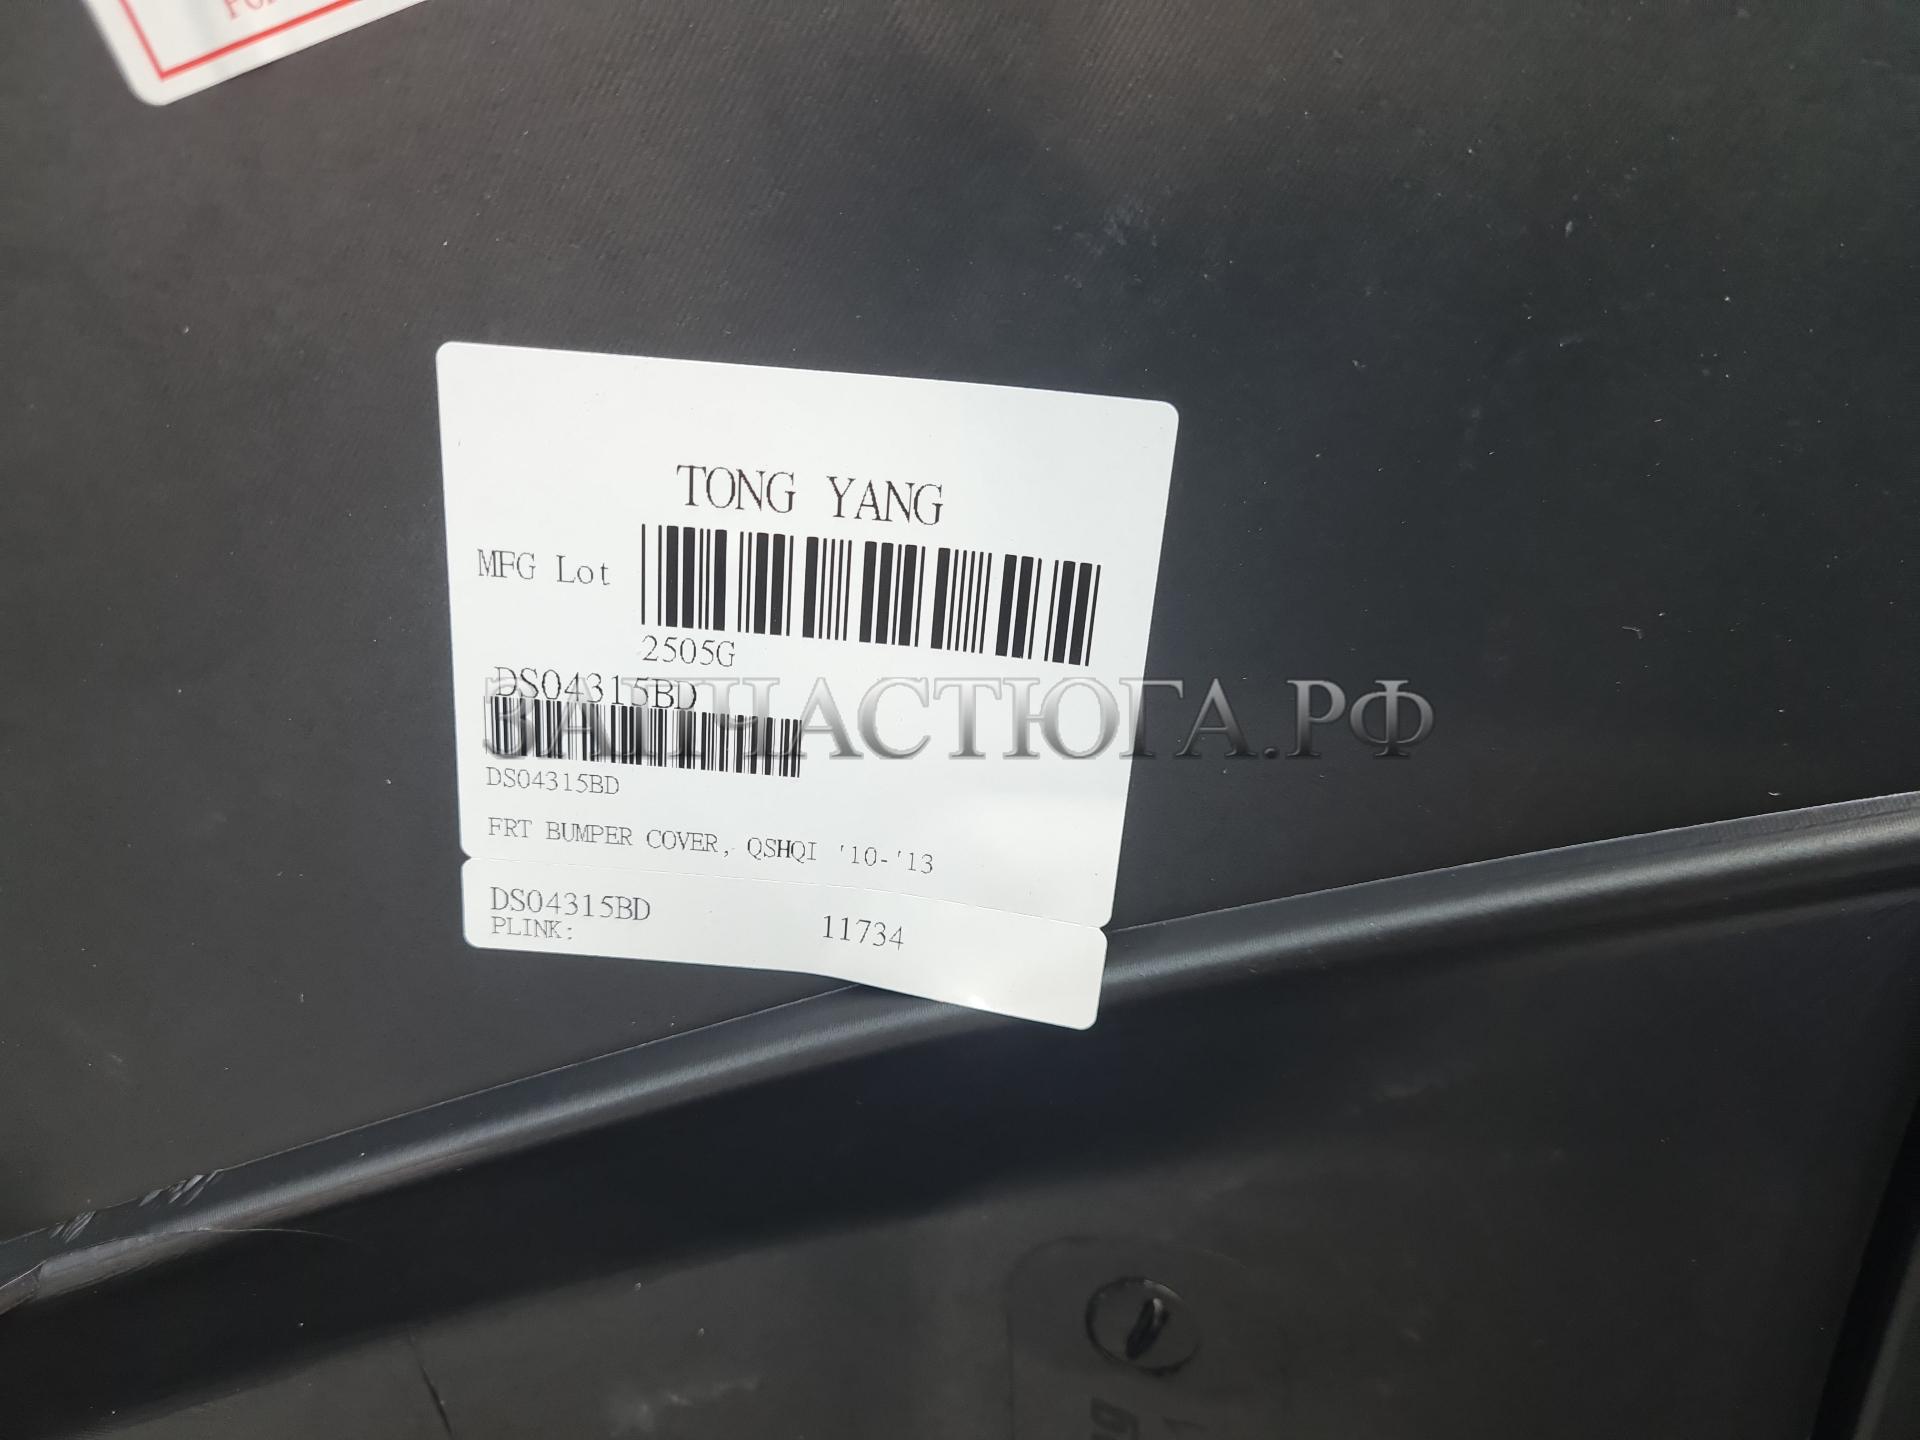 TONG YANG
MFG Lot
2505G
DS04315BD
ЗАПЧАСТЮГА.РФ
DS04315BD
FRT BUMPER COVER, QSHQI '10-'13
DS04315BD 11734
PLINK: